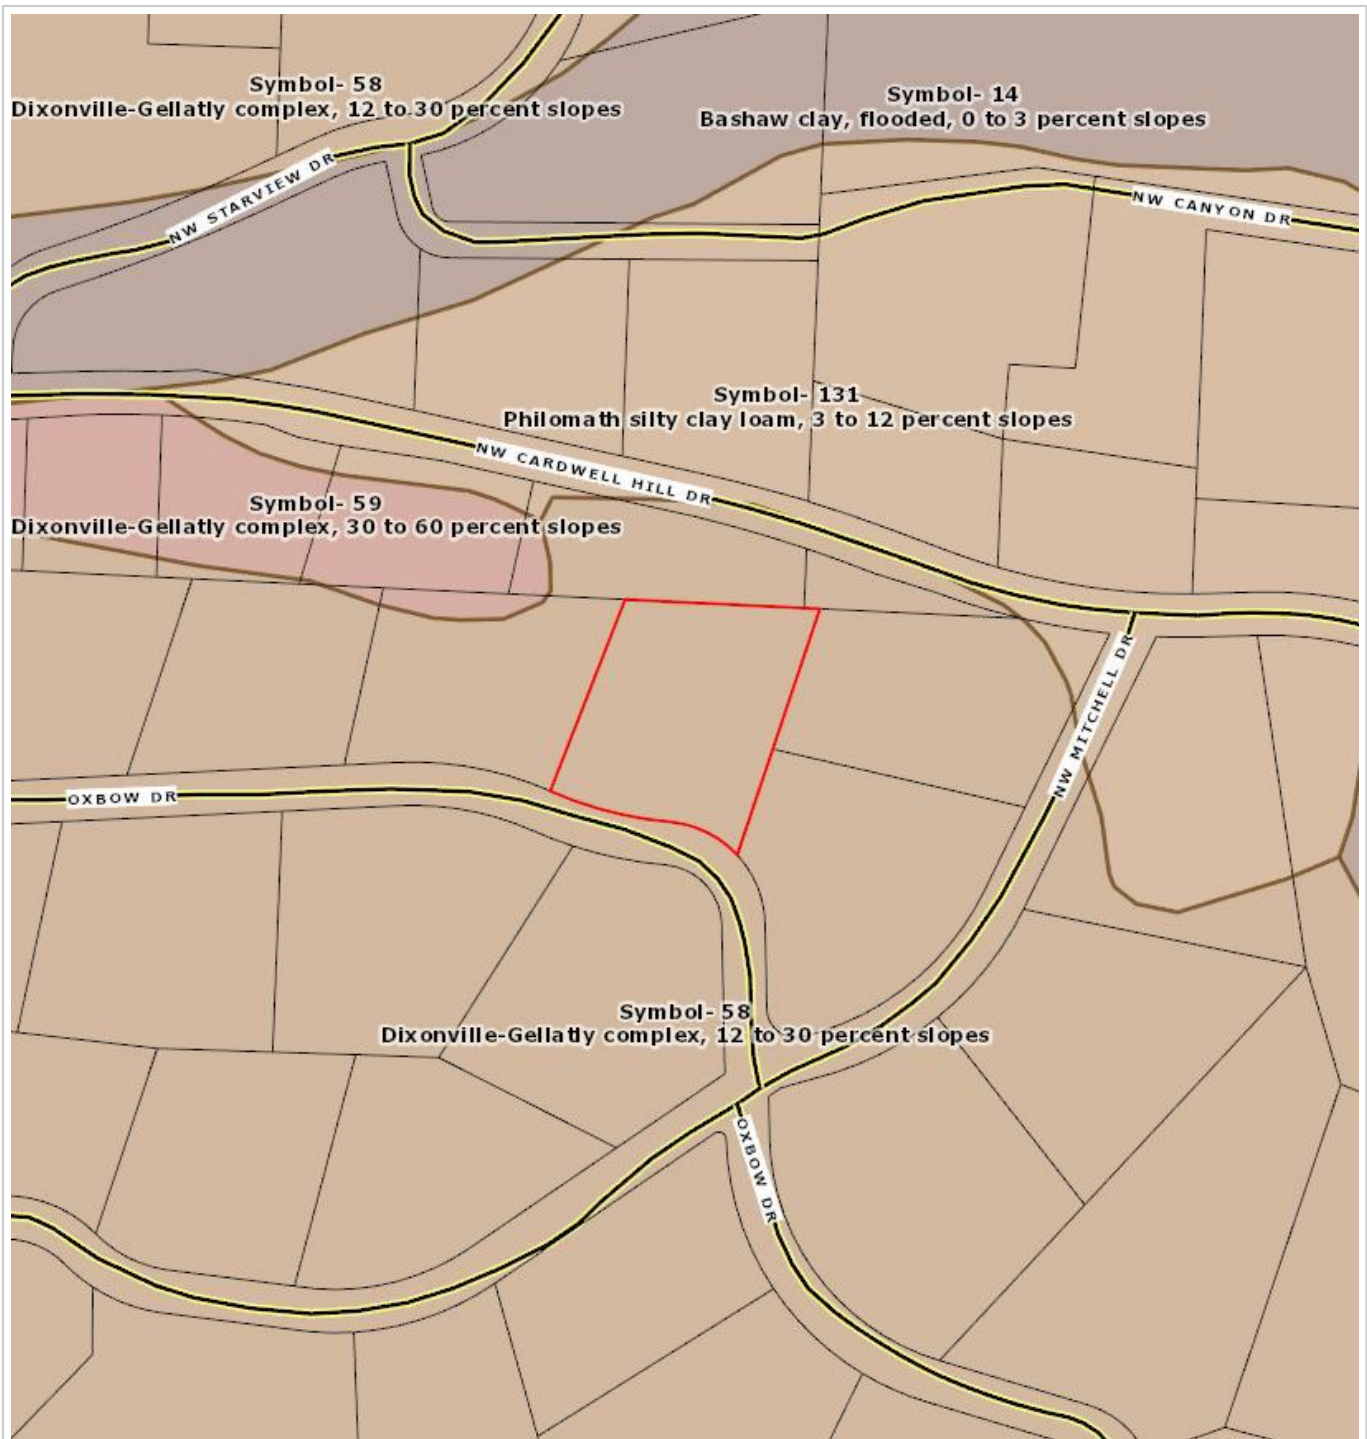 Symbol- 58
Dixonville-Gellatly complex, 12 to 30 percent slopes
Symbol- 14
Bashaw clay, flooded, 0 to 3 percent slopes
NW STARVIEW DR
NW CANYON DR
Symbol- 131
Philomath silty clay loam, 3 to 12 percent slopes
NW CARDWELL HILL DR
Symbol- 59
Dixonville-Gellatly complex, 30 to 60 percent slopes
NW MITCHELL DR
OXBOW DR
Symbol- 58
Dixonville-Gellatly complex, 12 to 30 percent slopes
OXBOW DR